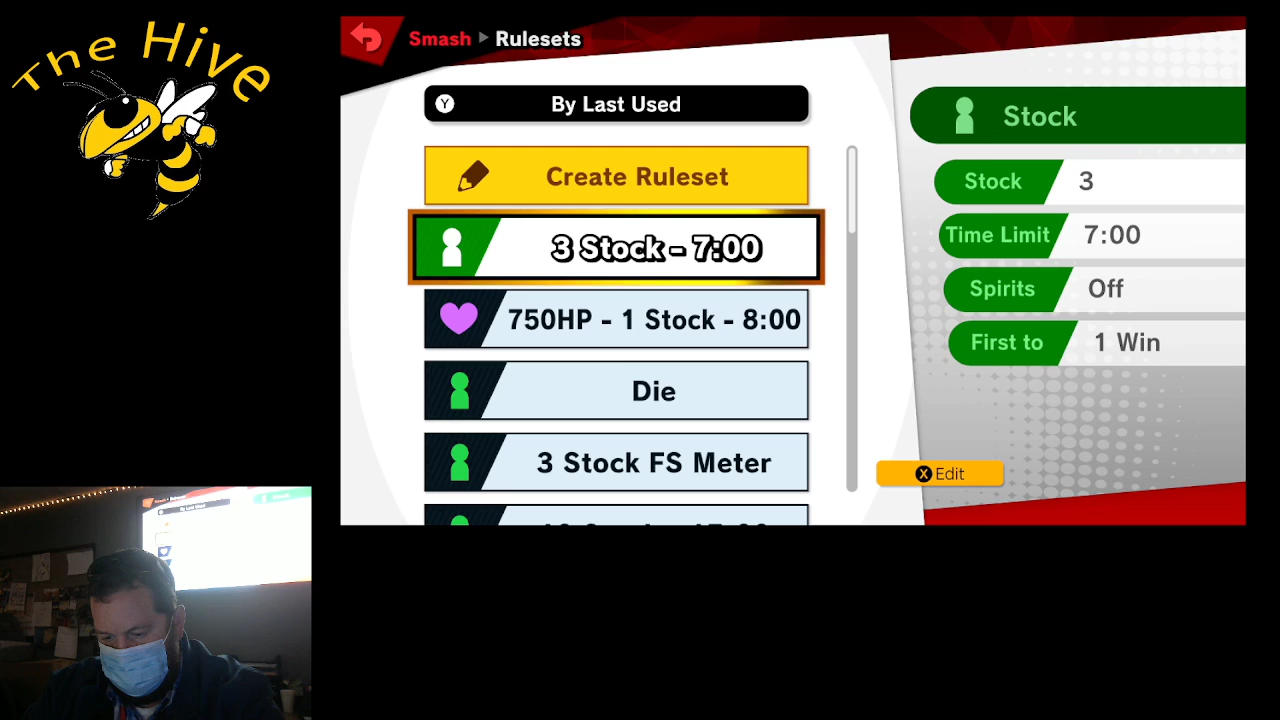 The Hive
Smash ▸ Rulesets
Y By Last Used
Create Ruleset
3 Stock - 7:00
750HP - 1 Stock - 8:00
Die
3 Stock FS Meter
Stock
Stock 3
Time Limit 7:00
Spirits Off
First to 1 Win
X Edit